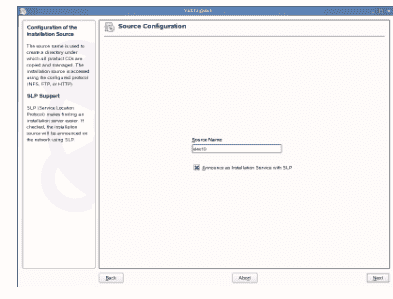 YaST2@dax
Configuration of the
Installation Source
The source name is used to
create a directory under
which all product CDs are
copied and managed. The
installation source is accessed
using the configured protocol
(NFS, FTP, or HTTP).
SLP Support
SLP (Service Location
Protocol) makes finding an
installation server easier. If
checked, the installation
source will be announced on
the network using SLP.
Source Configuration
Source Name
sles10
Announce as Installation Service with SLP
Back
Abort
Next